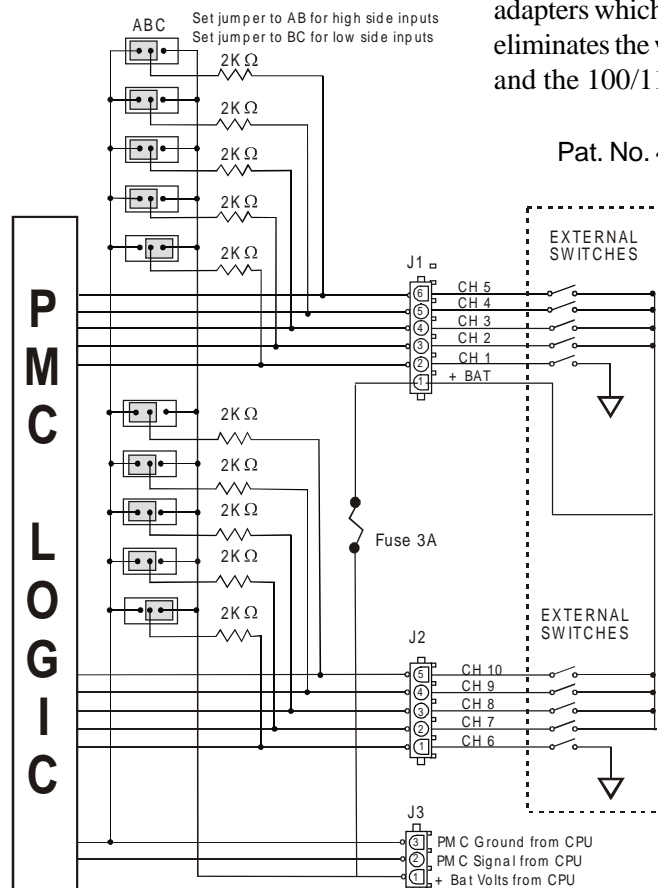 adapters which
eliminates the
and the 100/11
Pat. No.
ABC
Set jumper to AB for high side inputs
Set jumper to BC for low side inputs
2K Ω
2K Ω
2K Ω
2K Ω
2K Ω
PMC LOGIC
J1
6
5
4
3
2
1
CH 5
CH 4
CH 3
CH 2
CH 1
+ BAT
EXTERNAL
SWITCHES
2K Ω
2K Ω
2K Ω
2K Ω
2K Ω
Fuse 3A
J2
5
4
3
2
1
CH 10
CH 9
CH 8
CH 7
CH 6
EXTERNAL
SWITCHES
J3
3
2
1
PMC Ground from CPU
PMC Signal from CPU
+ Bat Volts from CPU